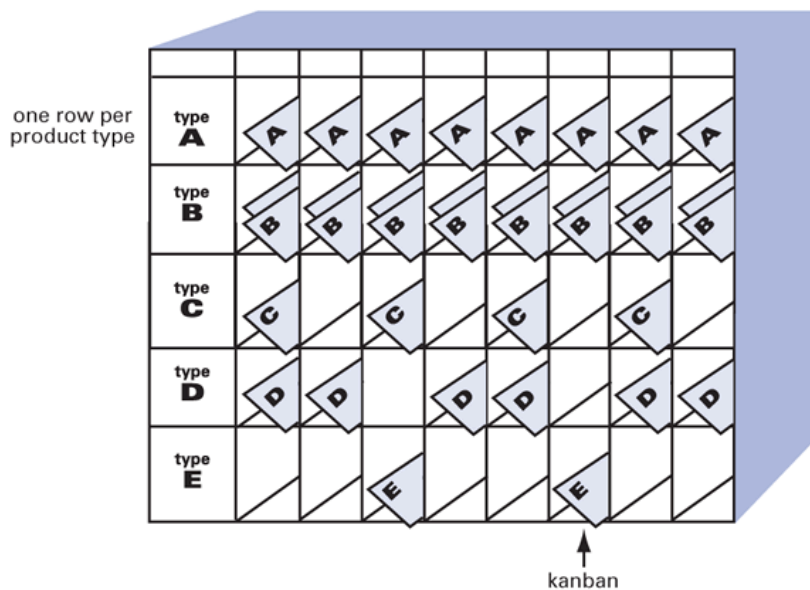 one row per
product type
type
A
A A A A A A A A
type
B
B B B B B B B B
type
C
C C C C
type
D
D D D D D D
type
E
E E
kanban